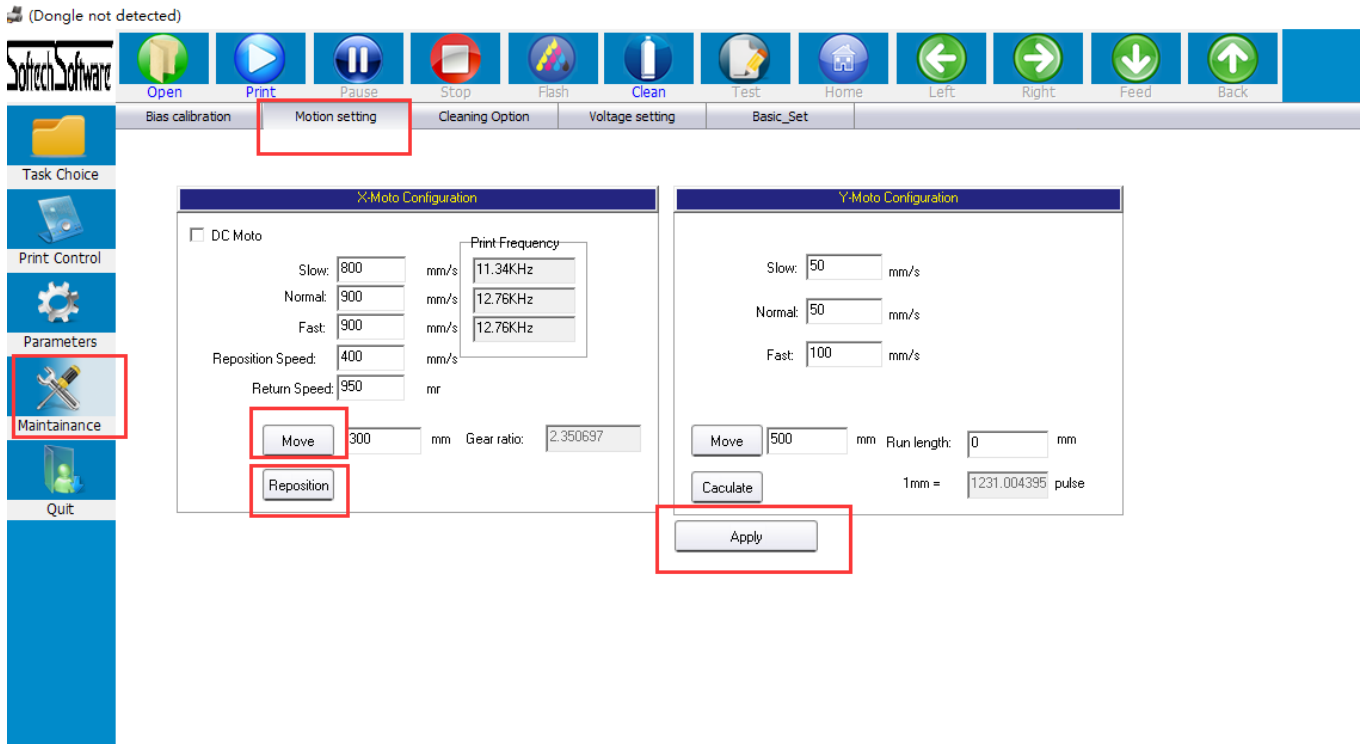 (Dongle not detected)
Softech Software
Open Print Pause Stop Flash Clean Test Home Left Right Feed Back
Bias calibration Motion setting Cleaning Option Voltage setting Basic_Set
Task Choice
Print Control
Parameters
Maintainance
Quit
X-Moto Configuration
DC Moto
Print Frequency
Slow: 800 mm/s 11.34KHz
Normal: 900 mm/s 12.76KHz
Fast: 900 mm/s 12.76KHz
Reposition Speed: 400 mm/s
Return Speed: 950 mr
Move 300 mm Gear ratio: 2.350697
Reposition
Y-Moto Configuration
Slow: 50 mm/s
Normal: 50 mm/s
Fast: 100 mm/s
Move 500 mm Run length: 0 mm
Caculate 1mm = 1231.004395 pulse
Apply